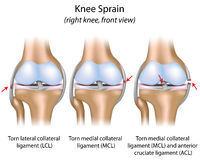 Knee Sprain
(right knee, front view)
Torn lateral collateral
ligament (LCL)
Torn medial collateral
ligament (MCL)
Torn medial collateral
ligament (MCL) and anterior
cruciate ligament (ACL)